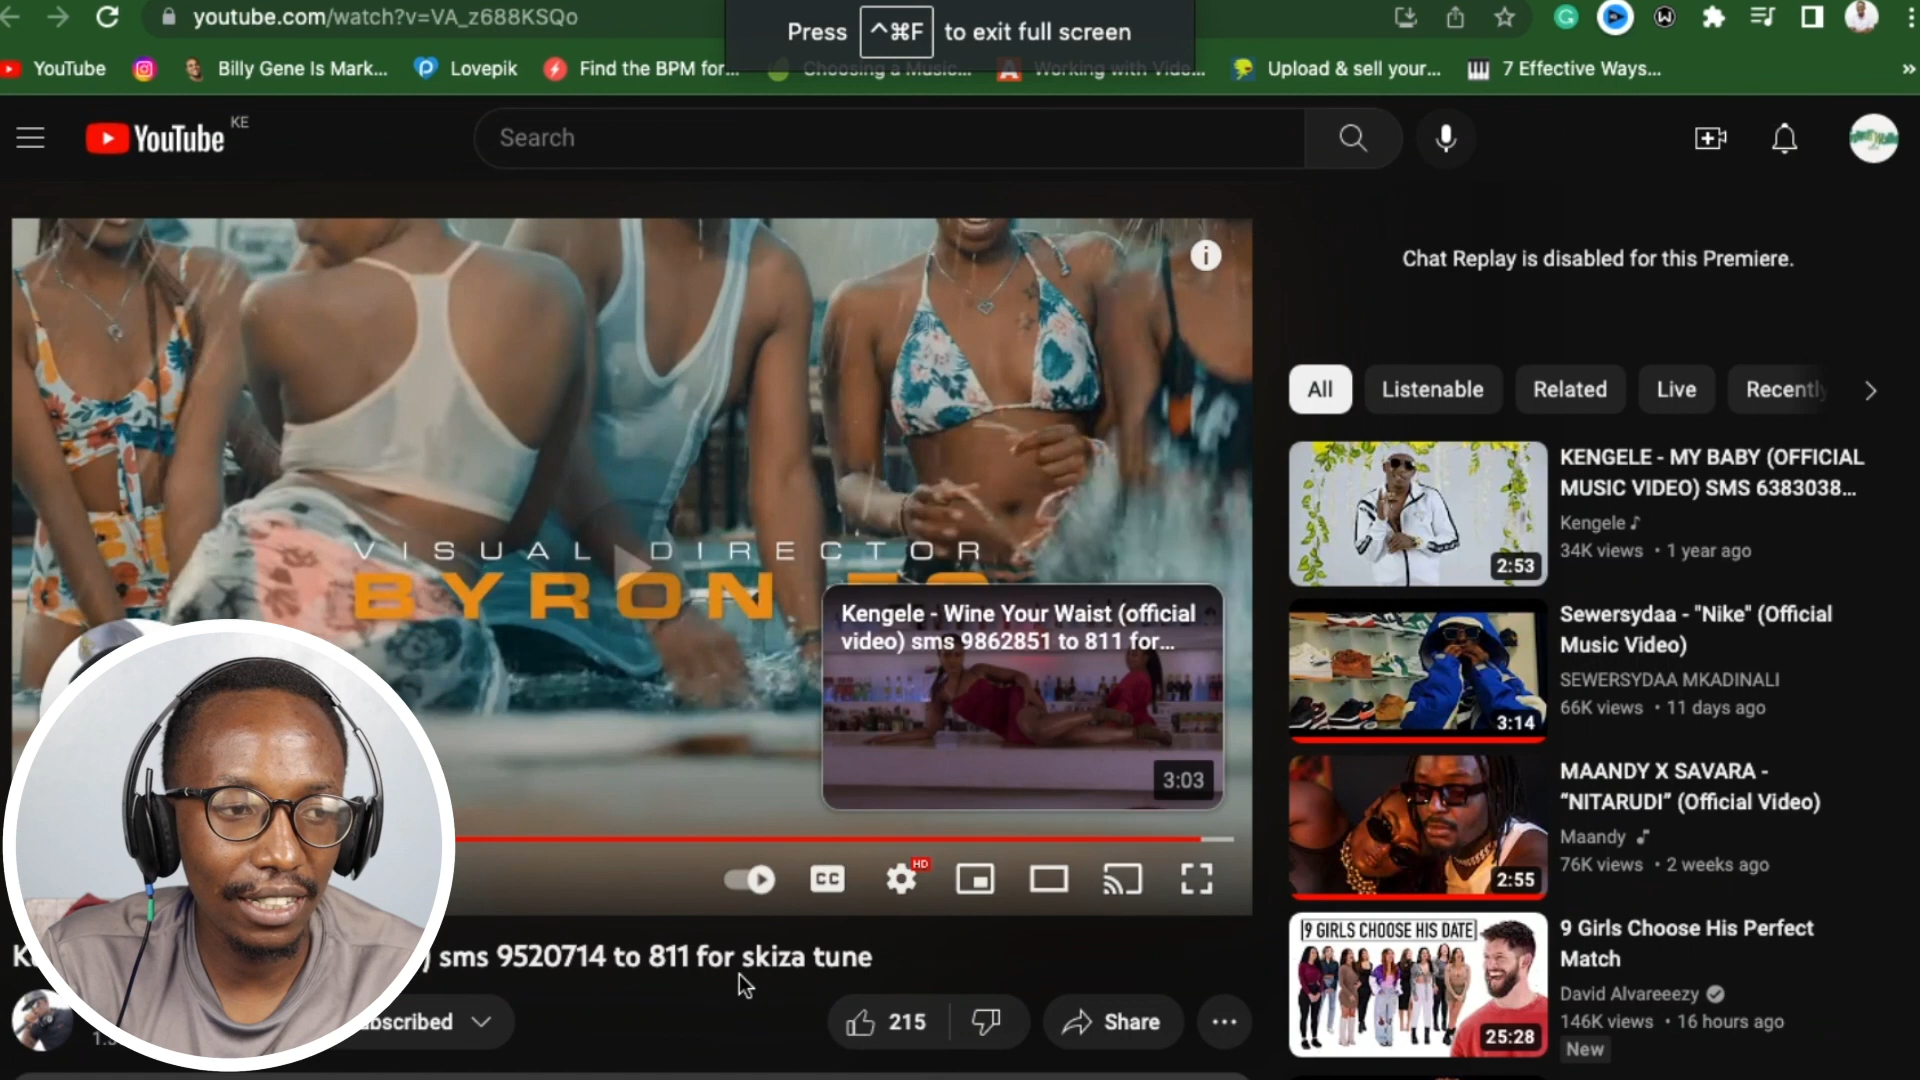 youtube.com/watch?v=VA_z688KSQo
Press ^⌘F to exit full screen
YouTube
Billy Gene Is Mark...
Lovepik
Find the BPM for...
Choosing a Music...
Working with Vide...
Upload & sell your...
7 Effective Ways...
»
YouTube KE
Search
Chat Replay is disabled for this Premiere.
VISUAL DIRECTOR
BYRON
Kengele - Wine Your Waist (official
video) sms 9862851 to 811 for...
3:03
CC
HD
) sms 9520714 to 811 for skiza tune
215
Share
All
Listenable
Related
Live
Recently
KENGELE - MY BABY (OFFICIAL
MUSIC VIDEO) SMS 6383038...
Kengele
34K views • 1 year ago
2:53
Sewersydaa - "Nike" (Official
Music Video)
SEWERSYDAA MKADINALI
66K views • 11 days ago
3:14
MAANDY X SAVARA -
“NITARUDI” (Official Video)
Maandy
76K views • 2 weeks ago
2:55
9 GIRLS CHOOSE HIS DATE
25:28
9 Girls Choose His Perfect
Match
David Alvareeezy
146K views • 16 hours ago
New